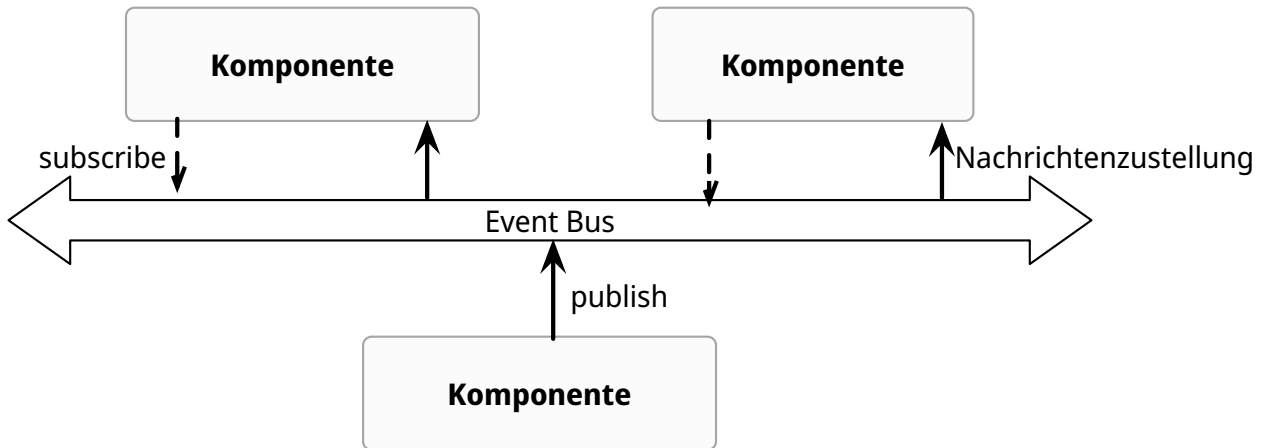 Komponente
Komponente
subscribe
Nachrichtenzustellung
Event Bus
publish
Komponente